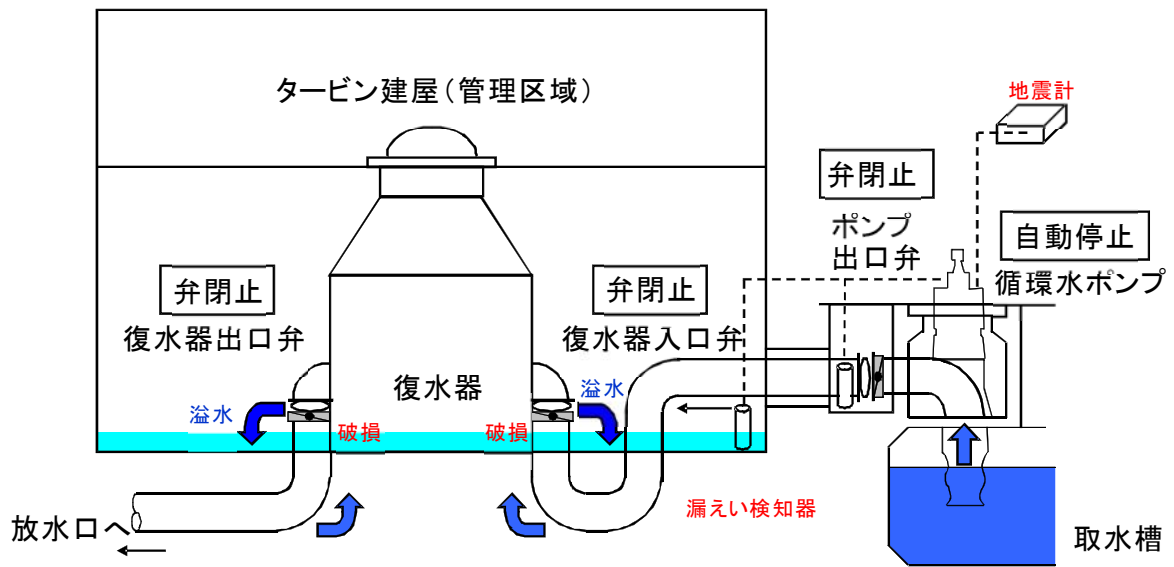 タービン建屋(管理区域)
地震計
弁閉止
ポンプ
出口弁
自動停止
循環水ポンプ
弁閉止
復水器出口弁
弁閉止
復水器入口弁
復水器
溢水
溢水
破損
破損
漏えい検知器
放水口へ
取水槽